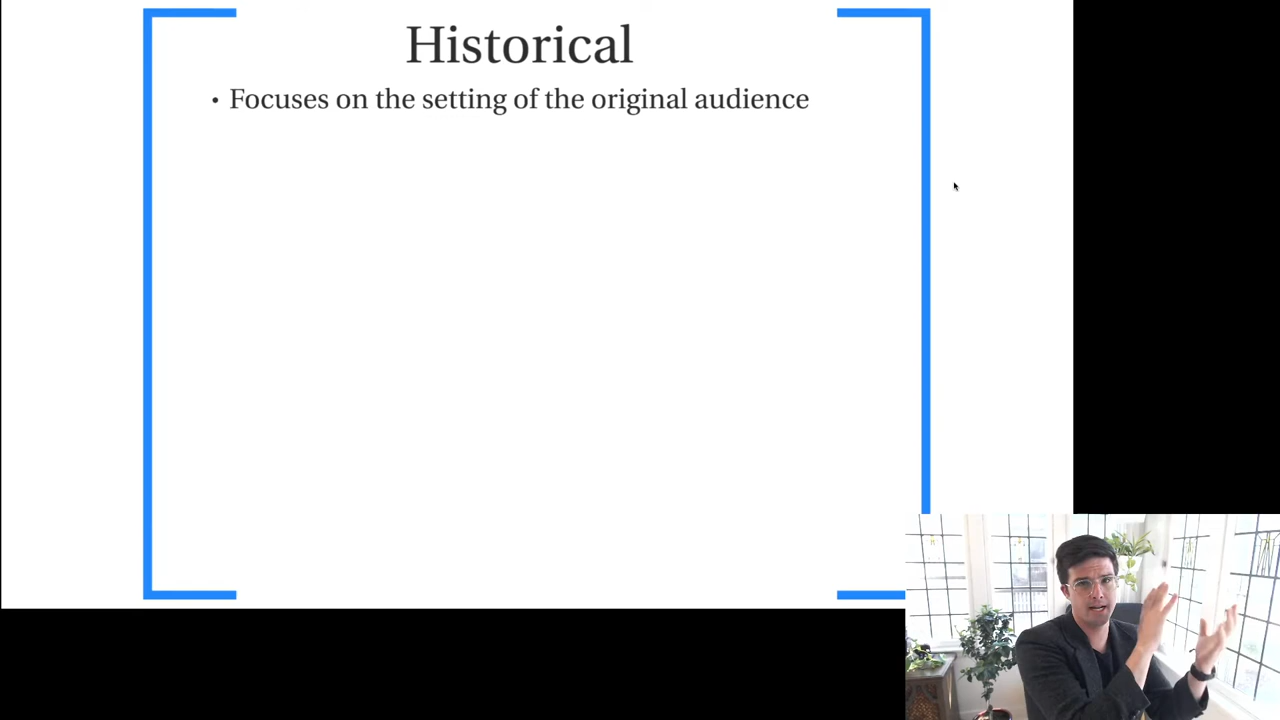 Historical
• Focuses on the setting of the original audience